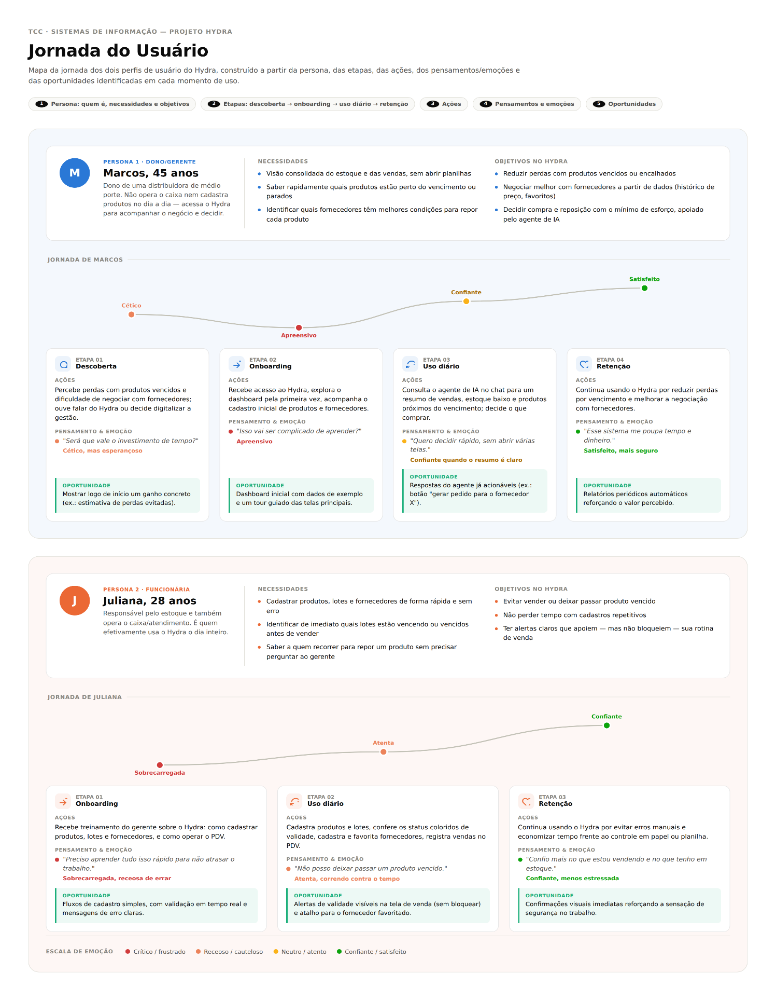 TCC · SISTEMAS DE INFORMAÇÃO — PROJETO HYDRA
Jornada do Usuário
Mapa da jornada dos dois perfis de usuário do Hydra, construído a partir da persona, das etapas, das ações, dos pensamentos/emoções e
das oportunidades identificadas em cada momento de uso.
1 Persona: quem é, necessidades e objetivos
2 Etapas: descoberta → onboarding → uso diário → retenção
3 Ações
4 Pensamentos e emoções
5 Oportunidades
M
PERSONA 1 · DONO/GERENTE
Marcos, 45 anos
Dono de uma distribuidora de médio
porte. Não opera o caixa nem cadastra
produtos no dia a dia — acessa o Hydra
para acompanhar o negócio e decidir.
NECESSIDADES
Visão consolidada do estoque e das vendas, sem abrir planilhas
Saber rapidamente quais produtos estão perto do vencimento ou
parados
Identificar quais fornecedores têm melhores condições para repor
cada produto
OBJETIVOS NO HYDRA
Reduzir perdas com produtos vencidos ou encalhados
Negociar melhor com fornecedores a partir de dados (histórico de
preço, favoritos)
Decidir compra e reposição com o mínimo de esforço, apoiado
pelo agente de IA
JORNADA DE MARCOS
Cético
Apreensivo
Confiante
Satisfeito
ETAPA 01
Descoberta
AÇÕES
Percebe perdas com produtos vencidos e
dificuldade de negociar com fornecedores;
ouve falar do Hydra ou decide digitalizar a
gestão.
PENSAMENTO & EMOÇÃO
"Será que vale o investimento de tempo?"
Cético, mas esperançoso
OPORTUNIDADE
Mostrar logo de início um ganho concreto
(ex.: estimativa de perdas evitadas).
ETAPA 02
Onboarding
AÇÕES
Recebe acesso ao Hydra, explora o
dashboard pela primeira vez, acompanha o
cadastro inicial de produtos e fornecedores.
PENSAMENTO & EMOÇÃO
"Isso vai ser complicado de aprender?"
Apreensivo
OPORTUNIDADE
Dashboard inicial com dados de exemplo
e um tour guiado das telas principais.
ETAPA 03
Uso diário
AÇÕES
Consulta o agente de IA no chat para um
resumo de vendas, estoque baixo e produtos
próximos do vencimento; decide o que
comprar.
PENSAMENTO & EMOÇÃO
"Quero decidir rápido, sem abrir várias
telas."
Confiante quando o resumo é claro
OPORTUNIDADE
Respostas do agente já acionáveis (ex.:
botão "gerar pedido para o fornecedor
X").
ETAPA 04
Retenção
AÇÕES
Continua usando o Hydra por reduzir perdas
por vencimento e melhorar a negociação
com fornecedores.
PENSAMENTO & EMOÇÃO
"Esse sistema me poupa tempo e
dinheiro."
Satisfeito, mais seguro
OPORTUNIDADE
Relatórios periódicos automáticos
reforçando o valor percebido.
J
PERSONA 2 · FUNCIONÁRIA
Juliana, 28 anos
Responsável pelo estoque e também
opera o caixa/atendimento. É quem
efetivamente usa o Hydra o dia inteiro.
NECESSIDADES
Cadastrar produtos, lotes e fornecedores de forma rápida e sem
erro
Identificar de imediato quais lotes estão vencendo ou vencidos
antes de vender
Saber a quem recorrer para repor um produto sem precisar
perguntar ao gerente
OBJETIVOS NO HYDRA
Evitar vender ou deixar passar produto vencido
Não perder tempo com cadastros repetitivos
Ter alertas claros que apoiem — mas não bloqueiem — sua rotina
de venda
JORNADA DE JULIANA
Sobrecarregada
Atenta
Confiante
ETAPA 01
Onboarding
AÇÕES
Recebe treinamento do gerente sobre o Hydra: como cadastrar
produtos, lotes e fornecedores, e como operar o PDV.
PENSAMENTO & EMOÇÃO
"Preciso aprender tudo isso rápido para não atrasar o
trabalho."
Sobrecarregada, receosa de errar
OPORTUNIDADE
Fluxos de cadastro simples, com validação em tempo real e
mensagens de erro claras.
ETAPA 02
Uso diário
AÇÕES
Cadastra produtos e lotes, confere os status coloridos de
validade, cadastra e favorita fornecedores, registra vendas no
PDV.
PENSAMENTO & EMOÇÃO
"Não posso deixar passar um produto vencido."
Atenta, correndo contra o tempo
OPORTUNIDADE
Alertas de validade visíveis na tela de venda (sem bloquear)
e atalho para o fornecedor favoritado.
ETAPA 03
Retenção
AÇÕES
Continua usando o Hydra por evitar erros manuais e
economizar tempo frente ao controle em papel ou planilha.
PENSAMENTO & EMOÇÃO
"Confio mais no que estou vendendo e no que tenho em
estoque."
Confiante, menos estressada
OPORTUNIDADE
Confirmações visuais imediatas reforçando a sensação de
segurança no trabalho.
ESCALA DE EMOÇÃO
Crítico / frustrado
Receoso / cauteloso
Neutro / atento
Confiante / satisfeito